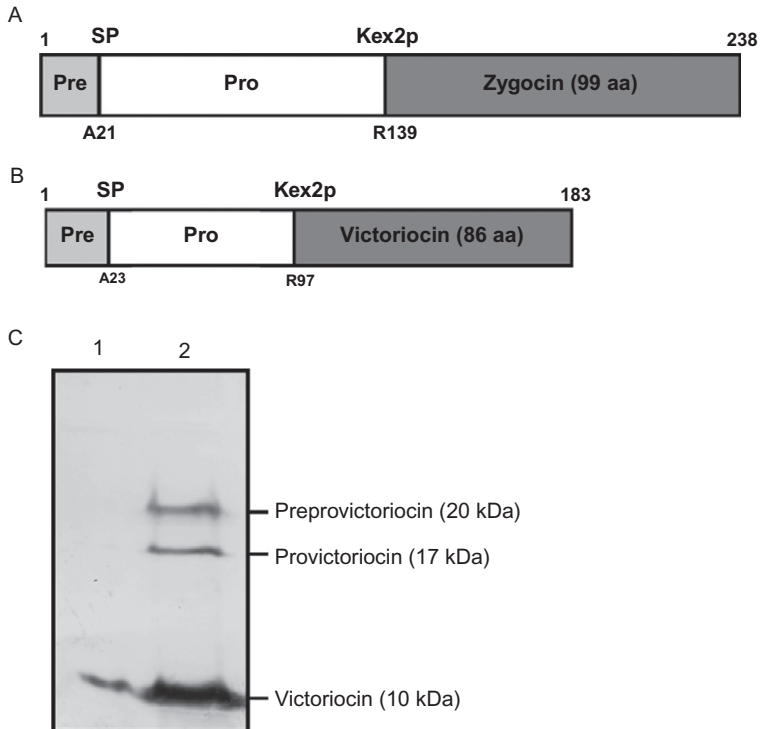 A
1 SP Kex2p 238
Pre Pro Zygocin (99 aa)
A21 R139
B
1 SP Kex2p 183
Pre Pro Victoriocin (86 aa)
A23 R97
C
1 2
Preprovictoriocin (20 kDa)
Provictoriocin (17 kDa)
Victoriocin (10 kDa)